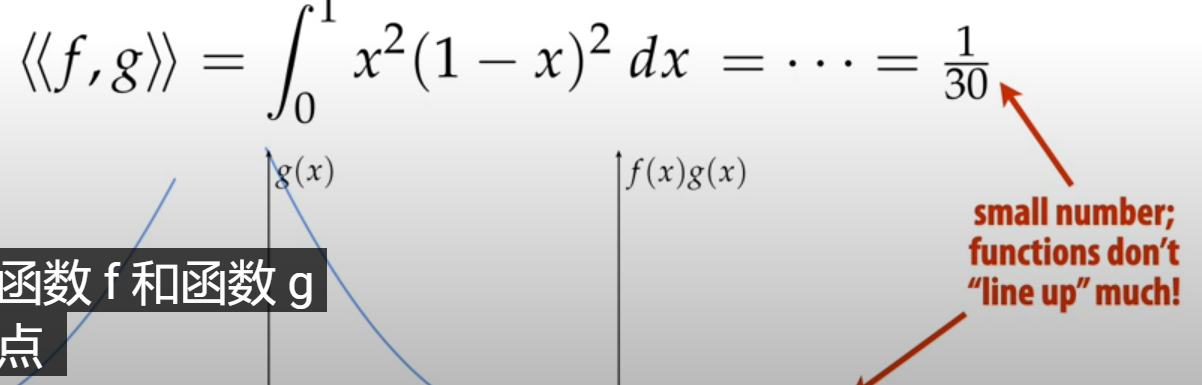 ⟨⟨f, g⟩⟩ = ∫₀¹ x²(1 − x)² dx = ⋯ = 1/30
g(x)
f(x)g(x)
small number;
functions don't
"line up" much!
函数 f 和函数 g
点